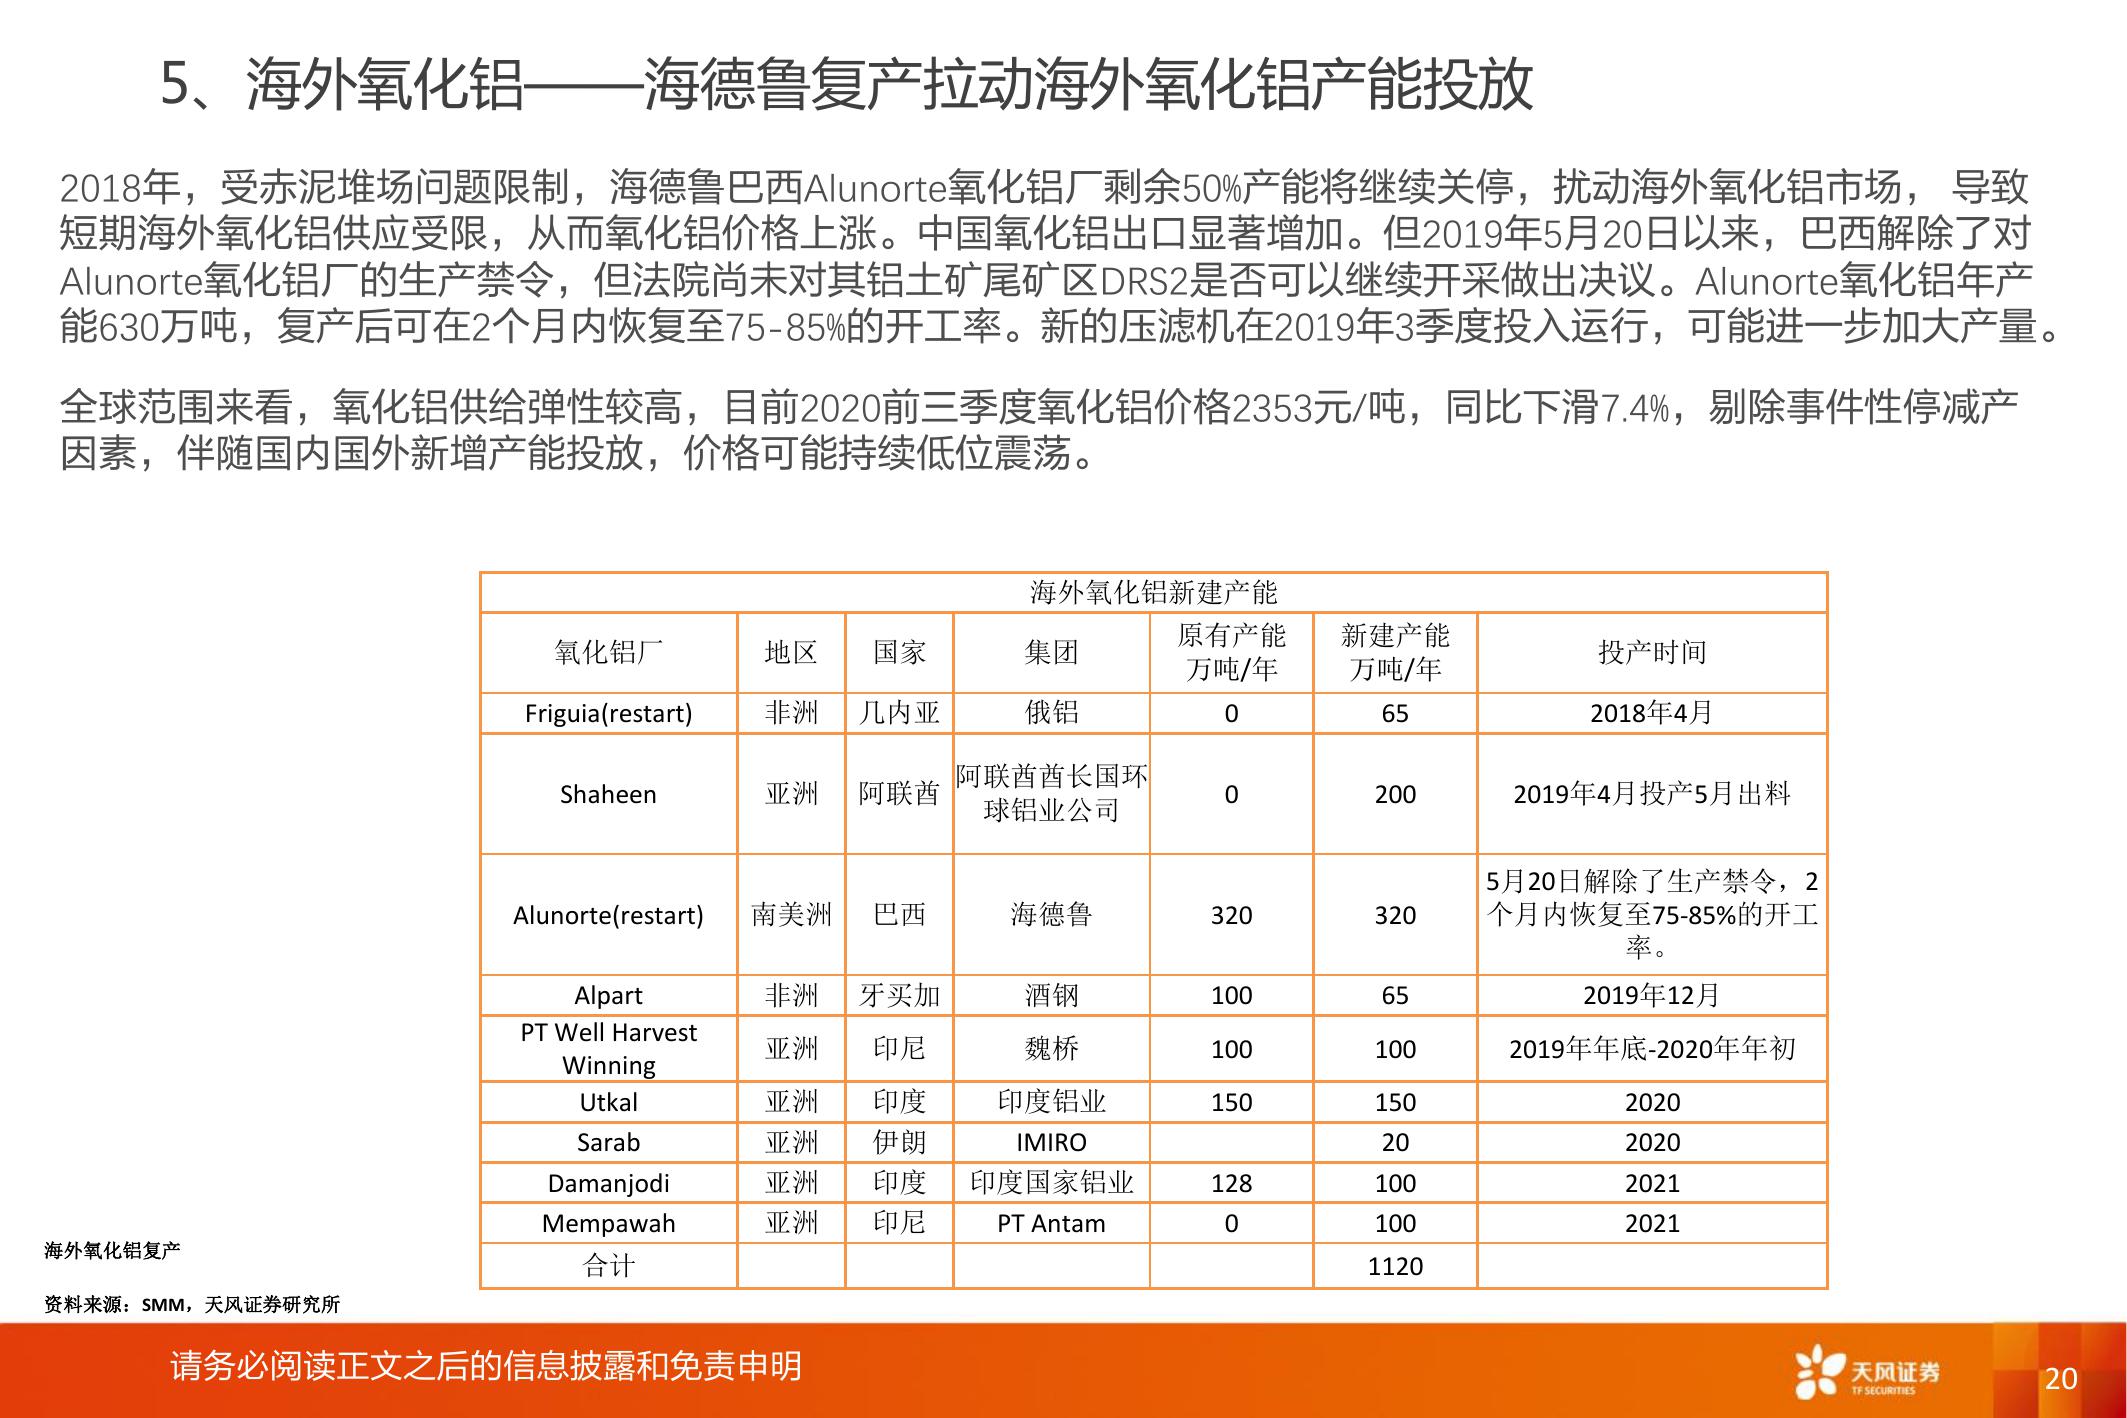 5、海外氧化铝——海德鲁复产拉动海外氧化铝产能投放
2018年，受赤泥堆场问题限制，海德鲁巴西Alunorte氧化铝厂剩余50%产能将继续关停，扰动海外氧化铝市场， 导致
短期海外氧化铝供应受限，从而氧化铝价格上涨。中国氧化铝出口显著增加。但2019年5月20日以来，巴西解除了对
Alunorte氧化铝厂的生产禁令，但法院尚未对其铝土矿尾矿区DRS2是否可以继续开采做出决议。Alunorte氧化铝年产
能630万吨，复产后可在2个月内恢复至75-85%的开工率。新的压滤机在2019年3季度投入运行，可能进一步加大产量。
全球范围来看，氧化铝供给弹性较高，目前2020前三季度氧化铝价格2353元/吨，同比下滑7.4%，剔除事件性停减产
因素，伴随国内国外新增产能投放，价格可能持续低位震荡。
海外氧化铝新建产能
氧化铝厂 地区 国家 集团 原有产能 万吨/年 新建产能 万吨/年 投产时间
Friguia(restart) 非洲 几内亚 俄铝 0 65 2018年4月
Shaheen 亚洲 阿联酋 阿联酋酋长国环球铝业公司 0 200 2019年4月投产5月出料
Alunorte(restart) 南美洲 巴西 海德鲁 320 320 5月20日解除了生产禁令，2个月内恢复至75-85%的开工率。
Alpart 非洲 牙买加 酒钢 100 65 2019年12月
PT Well Harvest Winning 亚洲 印尼 魏桥 100 100 2019年年底-2020年年初
Utkal 亚洲 印度 印度铝业 150 150 2020
Sarab 亚洲 伊朗 IMIRO 20 2020
Damanjodi 亚洲 印度 印度国家铝业 128 100 2021
Mempawah 亚洲 印尼 PT Antam 0 100 2021
合计 1120
海外氧化铝复产
资料来源：SMM，天风证券研究所
请务必阅读正文之后的信息披露和免责申明
天风证券
TF SECURITIES
20